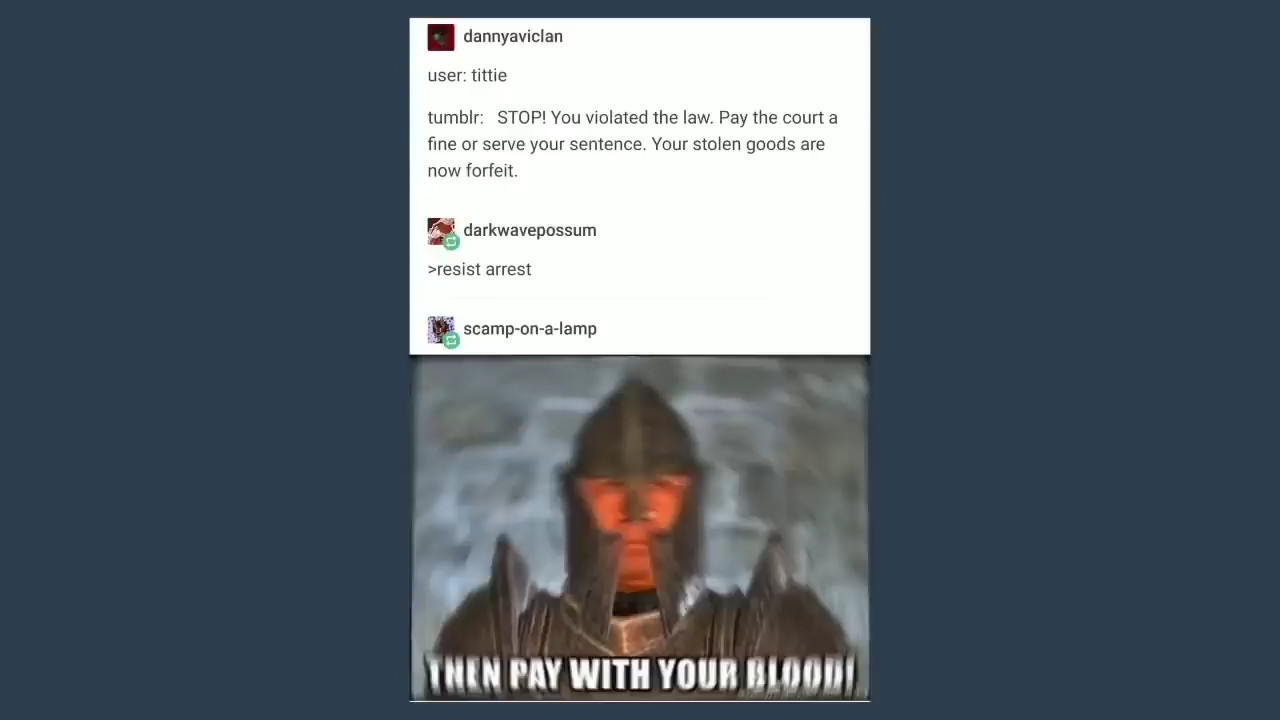 dannyaviclan
user: tittie
tumblr: STOP! You violated the law. Pay the court a
fine or serve your sentence. Your stolen goods are
now forfeit.
darkwavepossum
>resist arrest
scamp-on-a-lamp
THEN PAY WITH YOUR BLOOD!